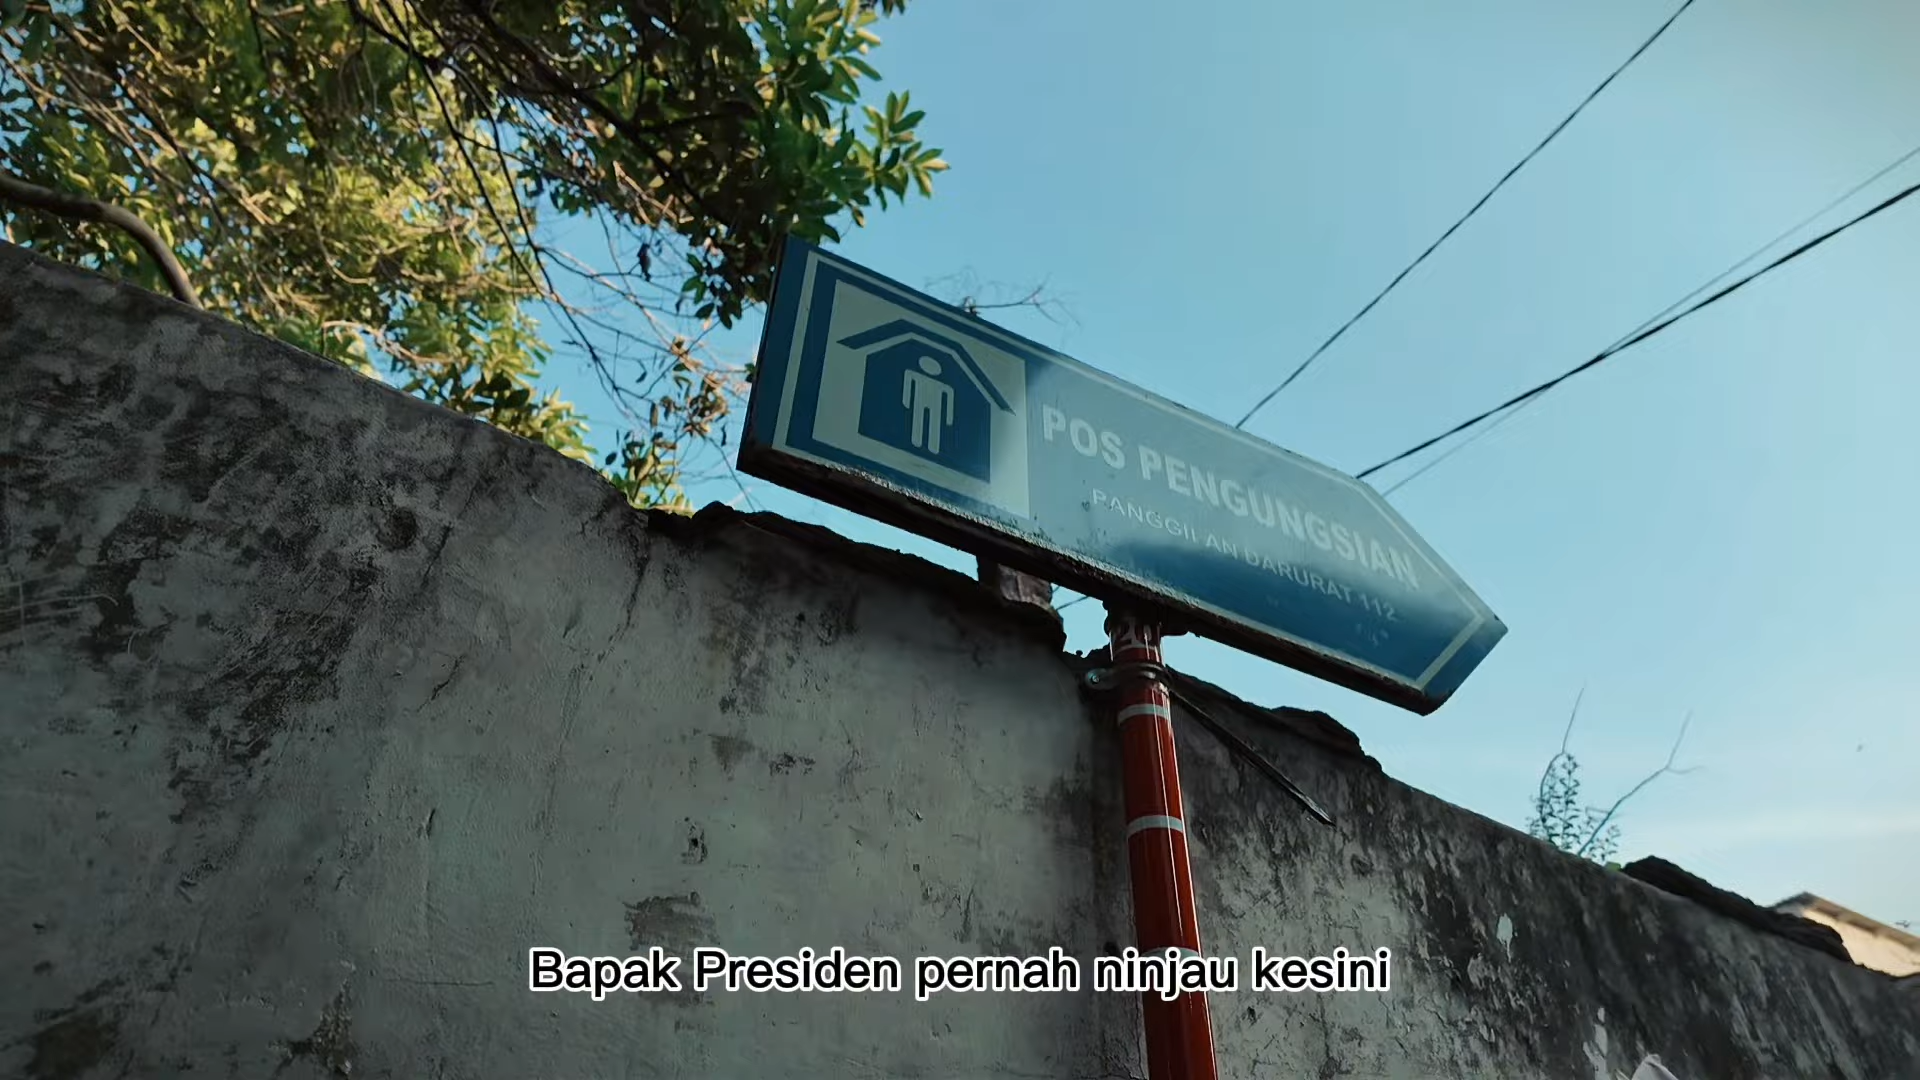 POS PENGUNGSIAN
PANGGILAN DARURAT 112
Bapak Presiden pernah ninjau kesini